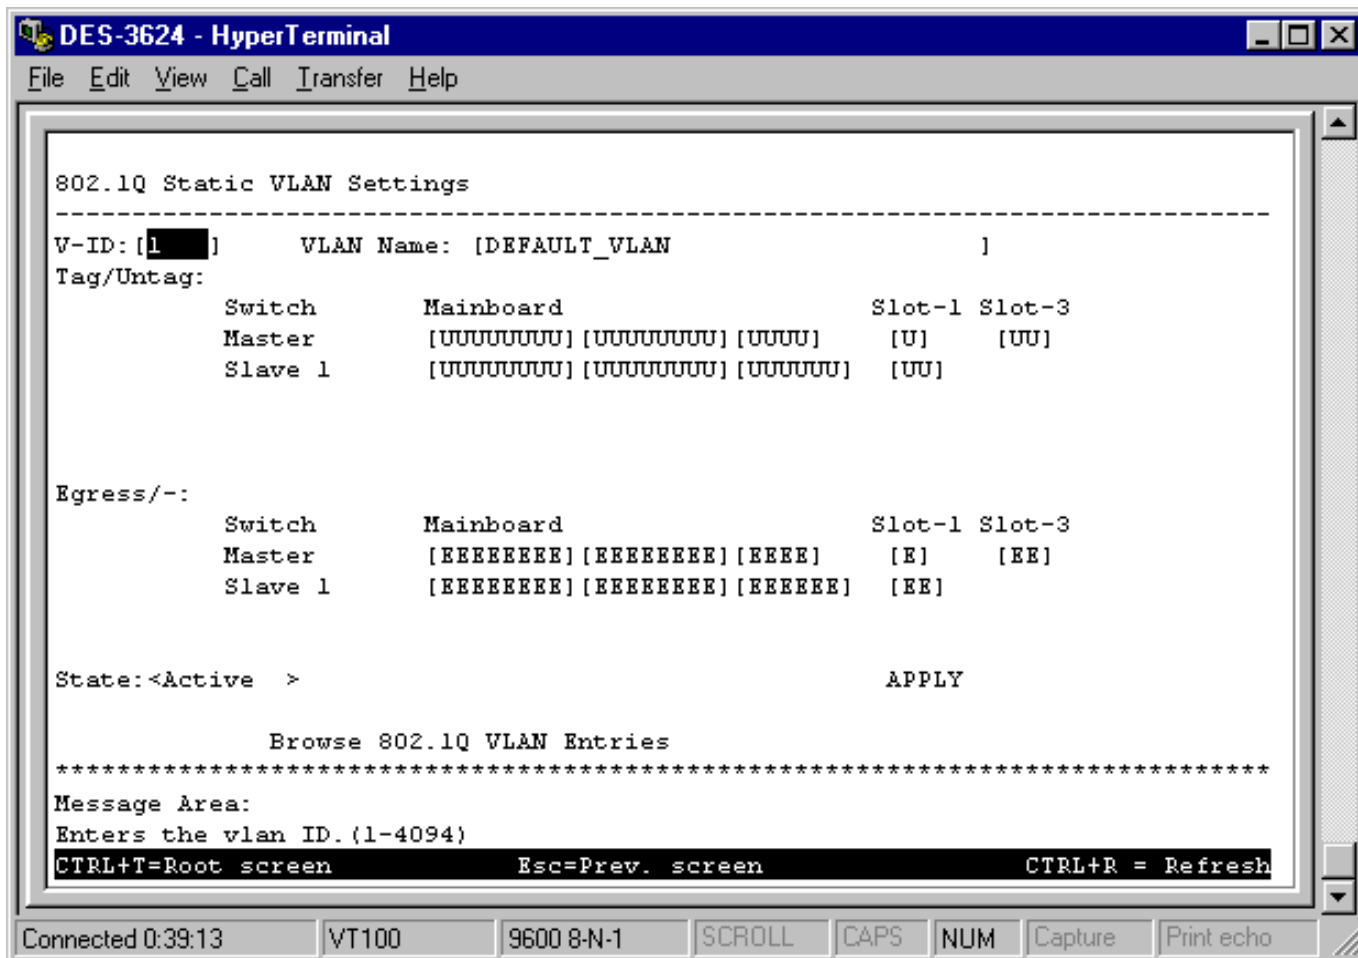 DES-3624 - HyperTerminal
File Edit View Call Transfer Help
802.1Q Static VLAN Settings
-------------------------------------------------------------------------------
V-ID:[1   ]     VLAN Name: [DEFAULT_VLAN                    ]
Tag/Untag:
Switch       Mainboard                    Slot-1 Slot-3
Master       [UUUUUUUU][UUUUUUUU][UUUU]    [U]    [UU]
Slave 1      [UUUUUUUU][UUUUUUUU][UUUUUU]  [UU]
Egress/-:
Switch       Mainboard                    Slot-1 Slot-3
Master       [EEEEEEEE][EEEEEEEE][EEEE]    [E]    [EE]
Slave 1      [EEEEEEEE][EEEEEEEE][EEEEEE]  [EE]
State:<Active  >                                      APPLY
Browse 802.1Q VLAN Entries
*******************************************************************************
Message Area:
Enters the vlan ID.(1-4094)
CTRL+T=Root screen            Esc=Prev. screen                 CTRL+R = Refresh
Connected 0:39:13 VT100 9600 8-N-1 SCROLL CAPS NUM Capture Print echo